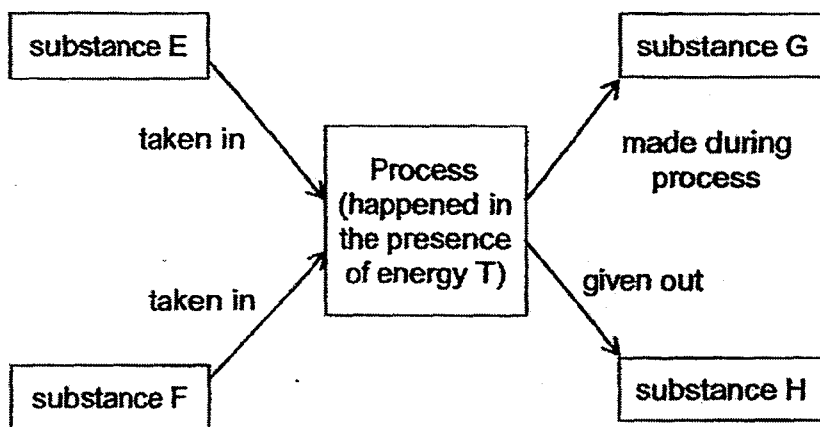 substance E
substance G
taken in
Process
(happened in
the presence
of energy T)
made during
process
taken in
given out
substance F
substance H